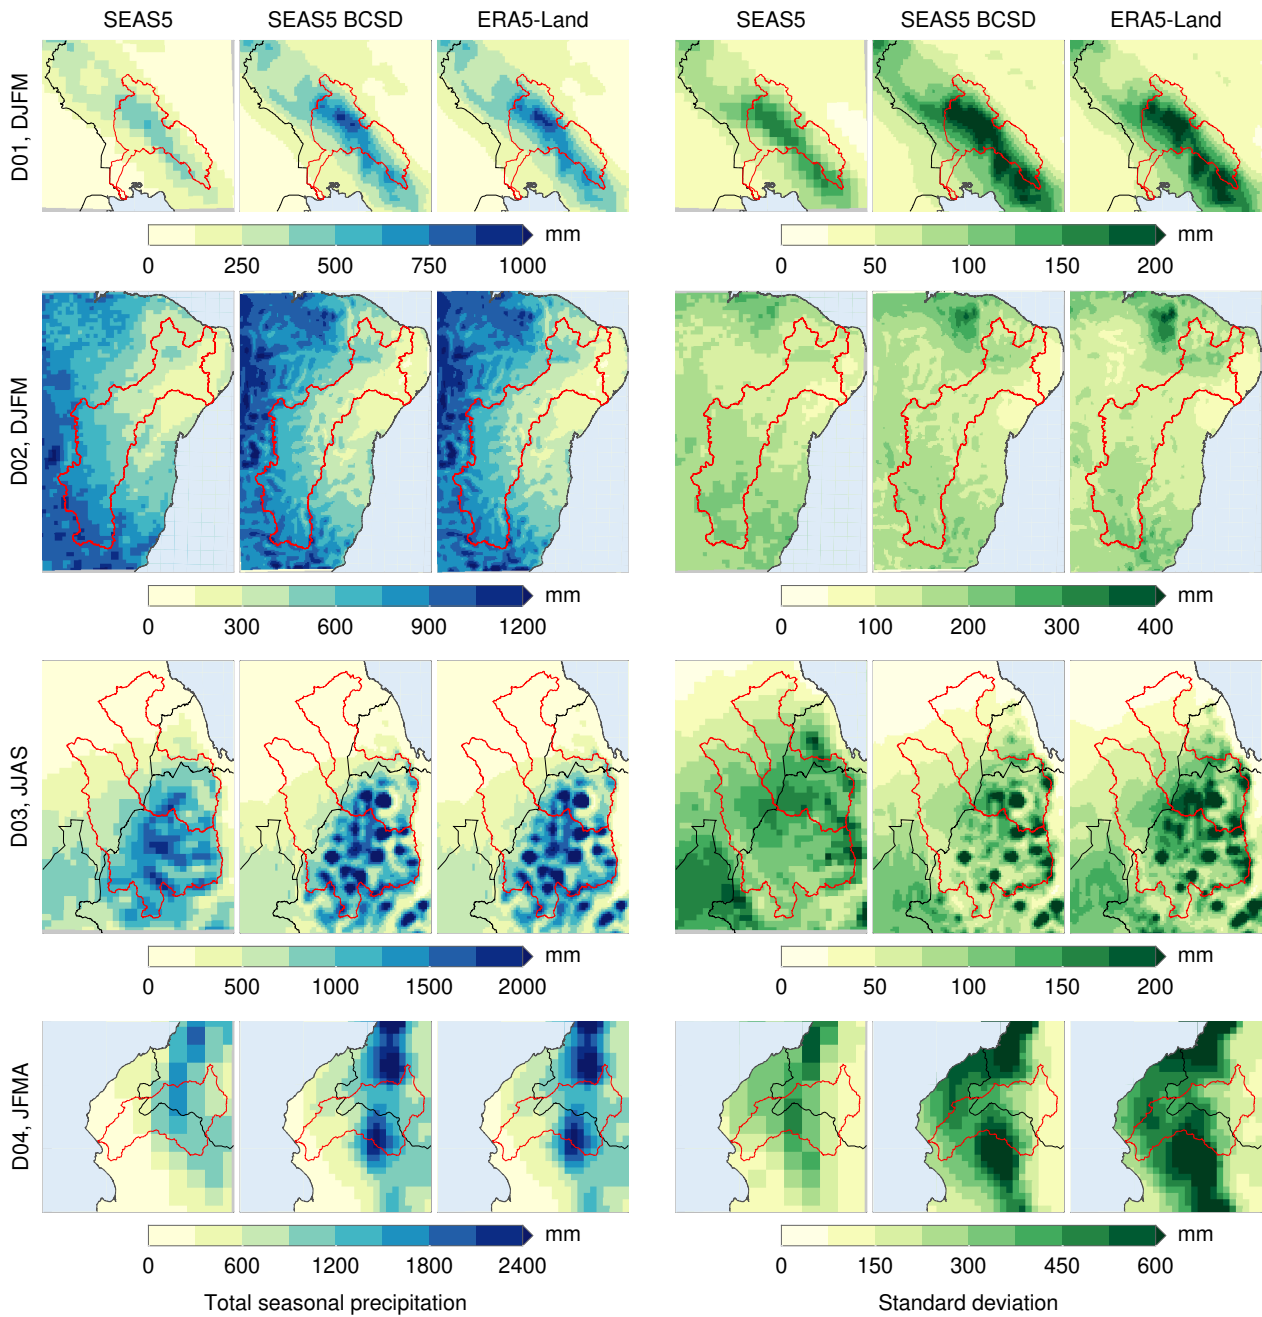 SEAS5 SEAS5 BCSD ERA5-Land SEAS5 SEAS5 BCSD ERA5-Land
D01, DJFM
mm mm
0 250 500 750 1000 0 50 100 150 200
D02, DJFM
mm mm
0 300 600 900 1200 0 100 200 300 400
D03, JJAS
mm mm
0 500 1000 1500 2000 0 50 100 150 200
D04, JFMA
mm mm
0 600 1200 1800 2400 0 150 300 450 600
Total seasonal precipitation Standard deviation